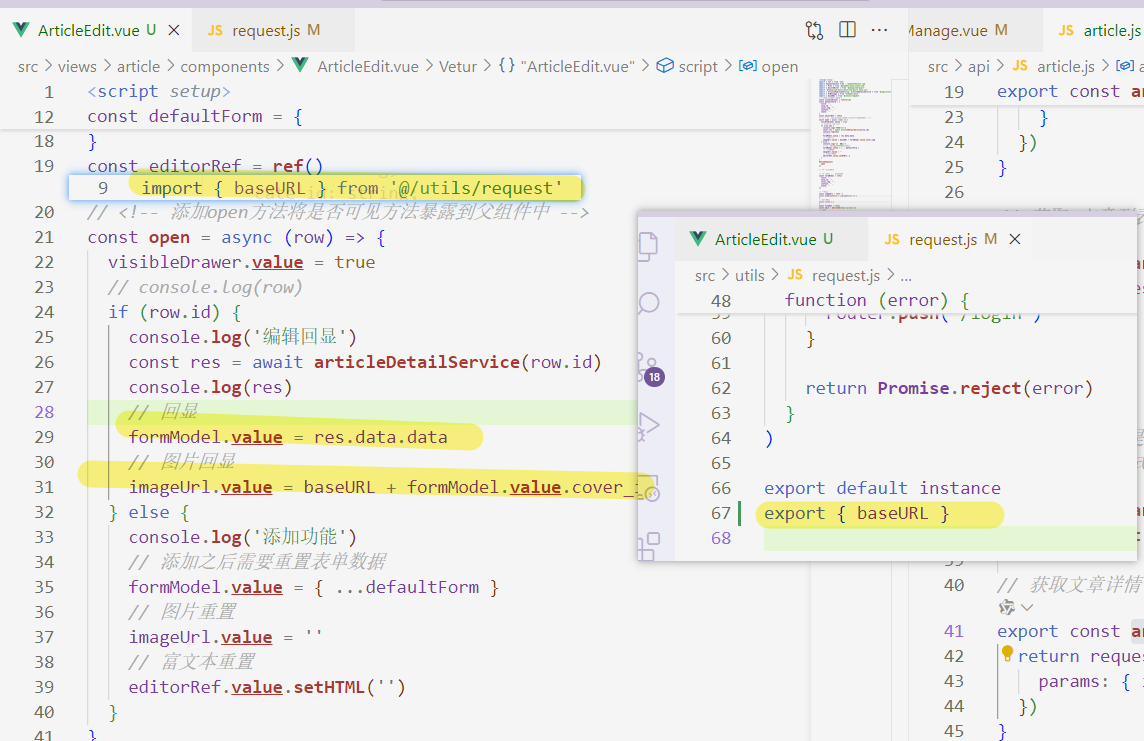 ArticleEdit.vue U
JS request.js M
Manage.vue M
JS article.js
src > views > article > components > ArticleEdit.vue > Vetur > {} "ArticleEdit.vue" > script > open
src > api > JS article.js >
1 <script setup>
12 const defaultForm = {
18 }
19 const editorRef = ref()
9 import { baseURL } from '@/utils/request'
20 // <!-- 添加open方法将是否可见方法暴露到父组件中 -->
21 const open = async (row) => {
22 visibleDrawer.value = true
23 // console.log(row)
24 if (row.id) {
25 console.log('编辑回显')
26 const res = await articleDetailService(row.id)
27 console.log(res)
28 // 回显
29 formModel.value = res.data.data
30 // 图片回显
31 imageUrl.value = baseURL + formModel.value.cover_
32 } else {
33 console.log('添加功能')
34 // 添加之后需要重置表单数据
35 formModel.value = { ...defaultForm }
36 // 图片重置
37 imageUrl.value = ''
38 // 富文本重置
39 editorRef.value.setHTML('')
40 }
41 }
19 export const
23 }
24 })
25 }
26
ArticleEdit.vue U
JS request.js M
src > utils > JS request.js > ...
48 function (error) {
59 router.push('/login')
60 }
61
62 return Promise.reject(error)
63 }
64 )
65
66 export default instance
67 export { baseURL }
68
18
39
40 // 获取文章详情
41 export const
42 return reque
43 params: {
44 })
45 }